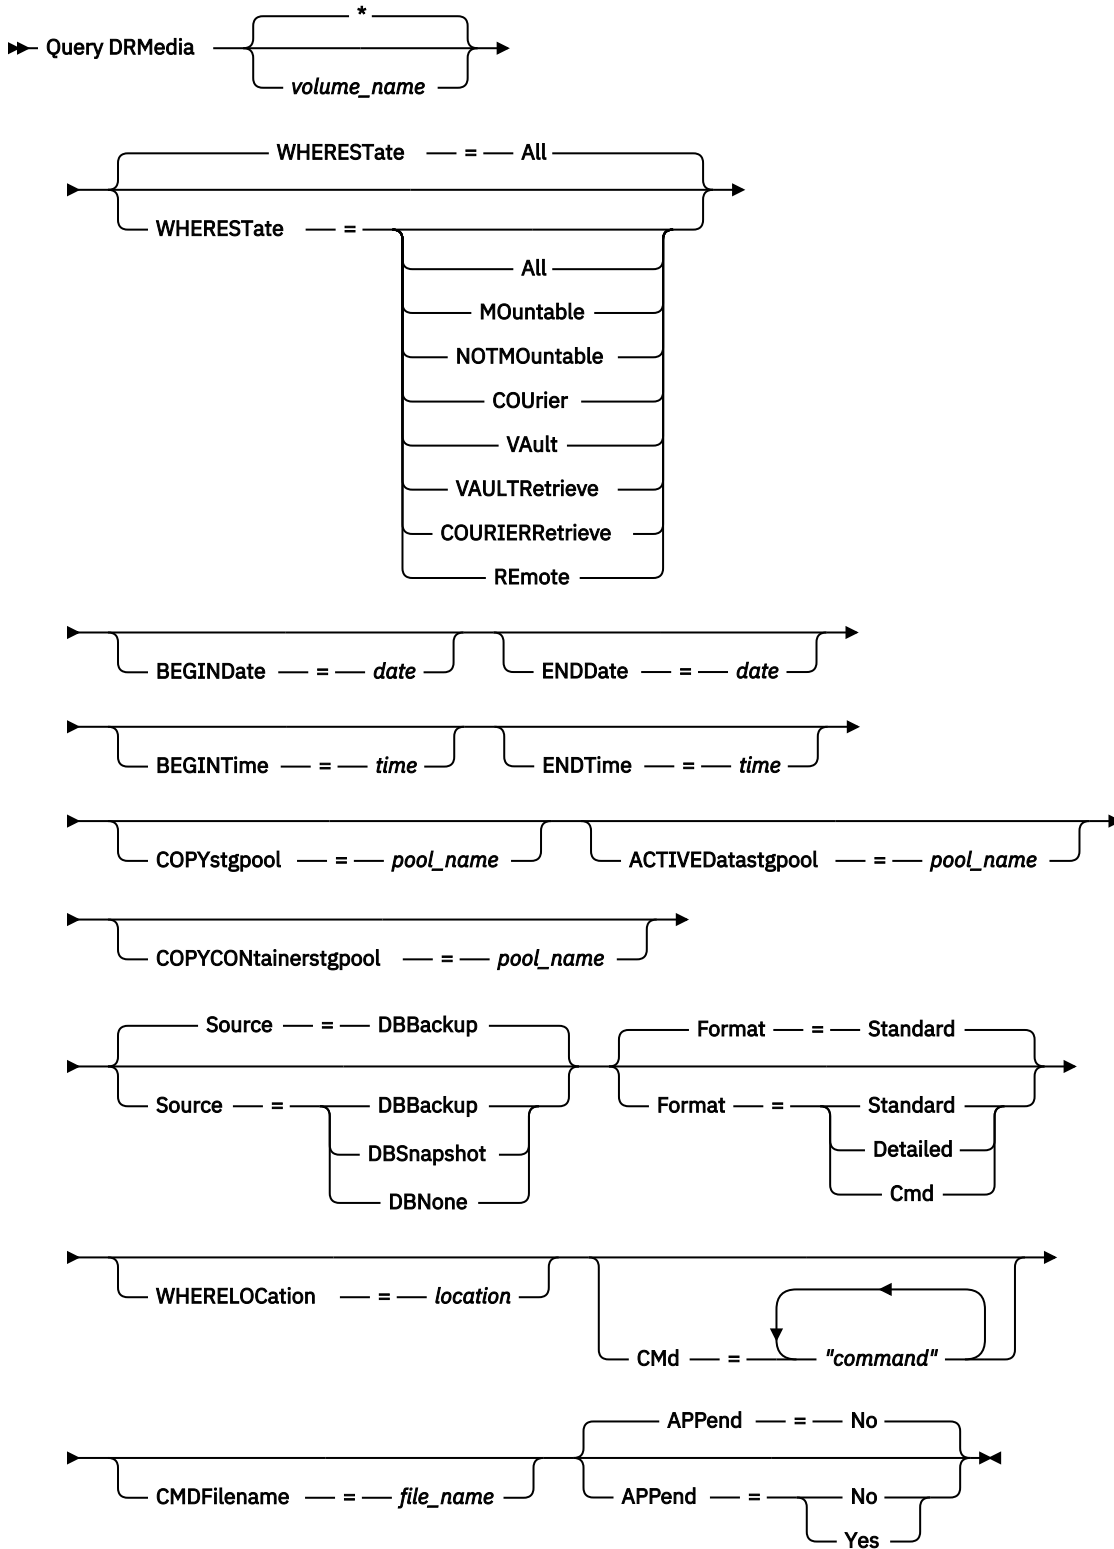 *
Query DRMedia
volume_name
WHERESTate = All
WHERESTate =
All
MOuntable
NOTMOuntable
COUrier
VAult
VAULTRetrieve
COURIERRetrieve
REmote
BEGINDate = date ENDDate = date
BEGINTime = time ENDTime = time
COPYstgpool = pool_name ACTIVEDatastgpool = pool_name
COPYCONtainerstgpool = pool_name
Source = DBBackup Format = Standard
Source = DBBackup Format = Standard
DBSnapshot Detailed
DBNone Cmd
WHERELOCation = location
CMd = "command"
APPend = No
CMDFilename = file_name APPend = No
Yes